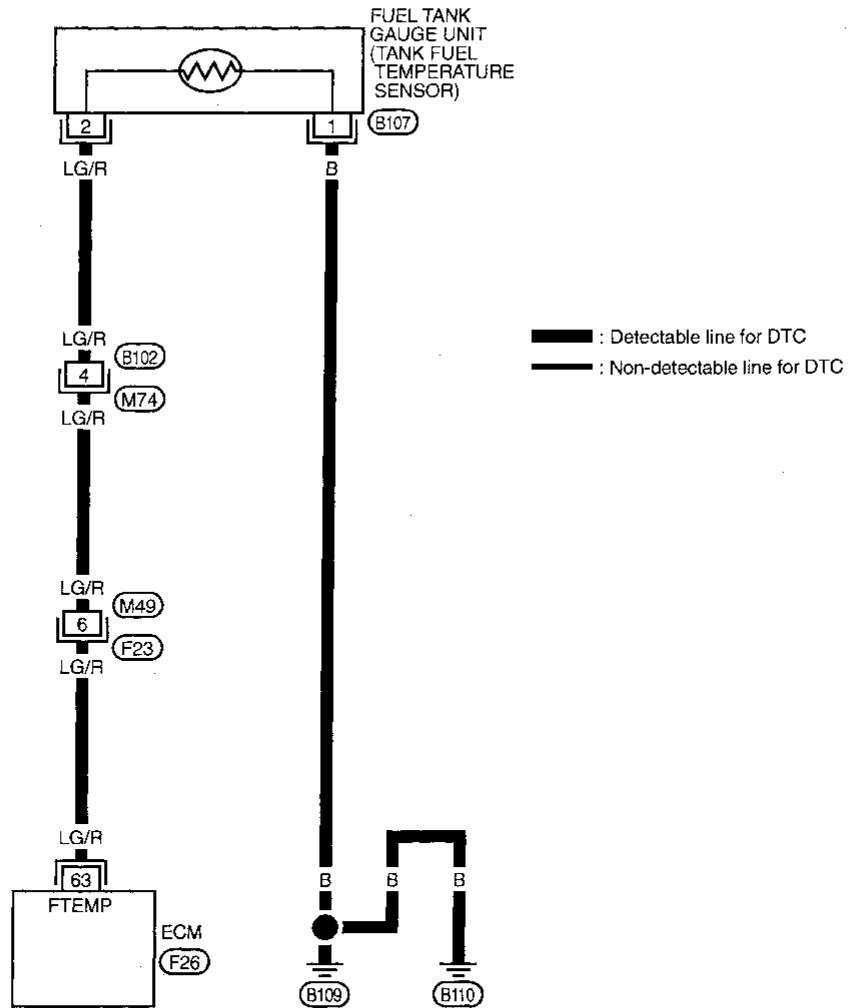 FUEL TANK
GAUGE UNIT
(TANK FUEL
TEMPERATURE
SENSOR)
2
1
B107
LG/R
B
: Detectable line for DTC
: Non-detectable line for DTC
LG/R
B102
4
M74
LG/R
LG/R
M49
6
F23
LG/R
LG/R
63
FTEMP
ECM
F26
B
B
B
B109
B110